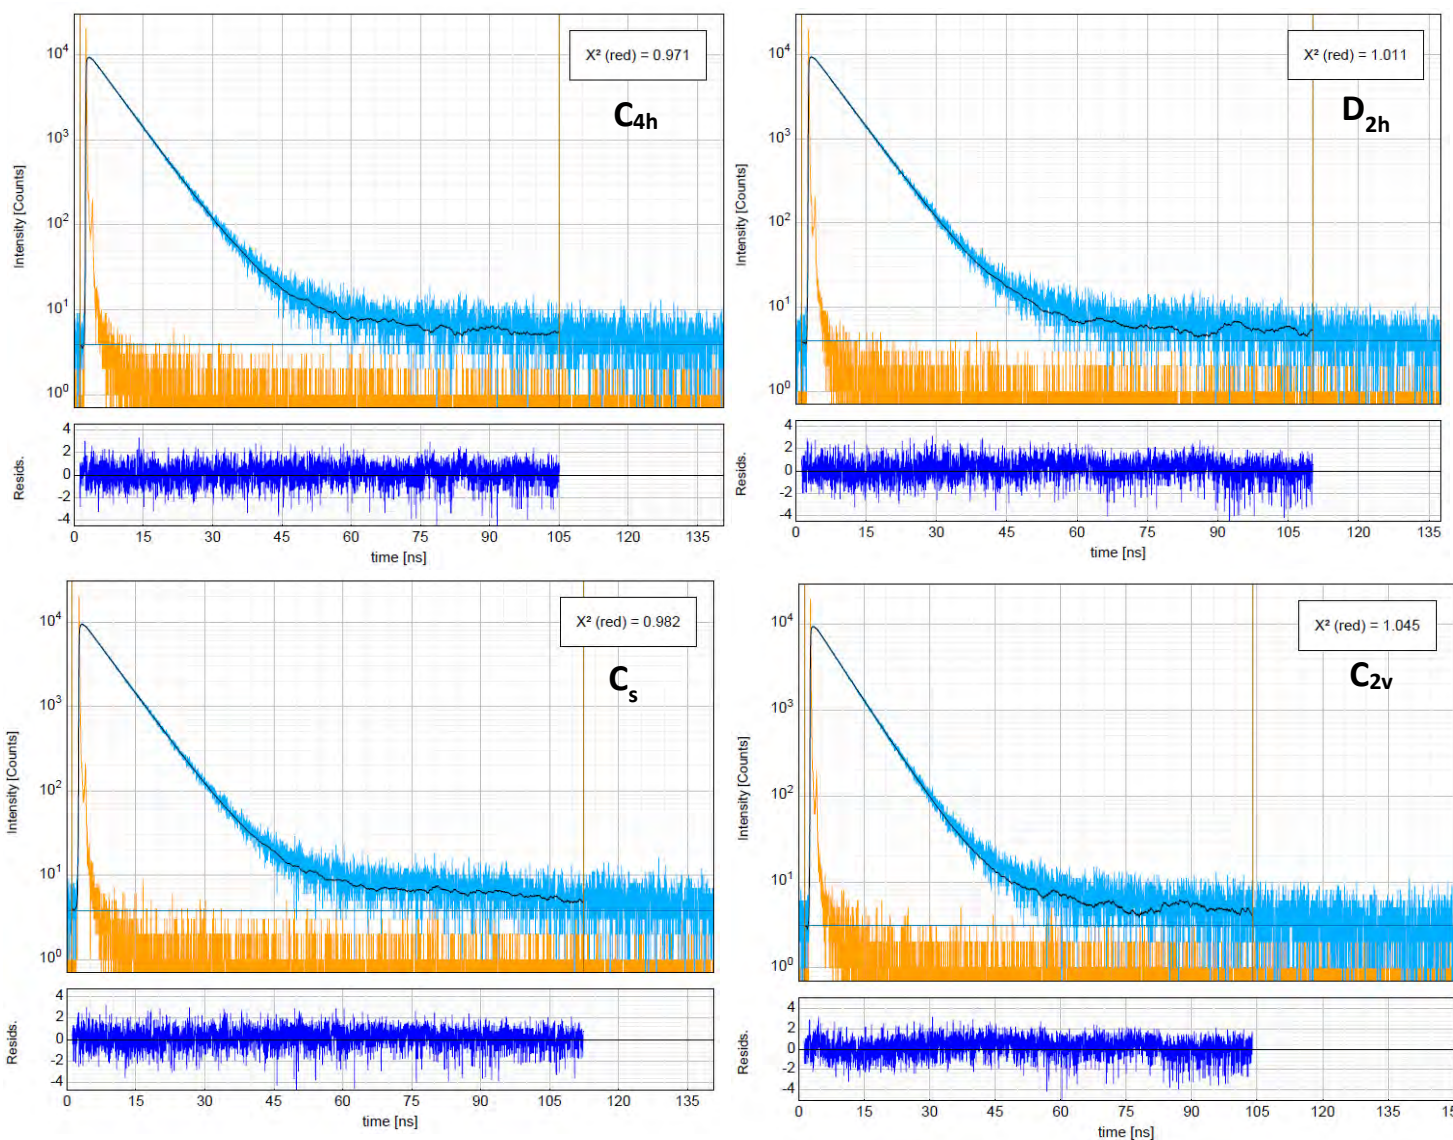 X² (red) = 0.971
C4h
Intensity [Counts]
10⁴
10³
10²
10¹
10⁰
Resids.
4
2
0
-2
-4
0 15 30 45 60 75 90 105 120 135
time [ns]
X² (red) = 1.011
D2h
Intensity [Counts]
10⁴
10³
10²
10¹
10⁰
Resids.
4
2
0
-2
-4
0 15 30 45 60 75 90 105 120 135
time [ns]
X² (red) = 0.982
Cs
Intensity [Counts]
10⁴
10³
10²
10¹
10⁰
Resids.
4
2
0
-2
-4
0 15 30 45 60 75 90 105 120 135
time [ns]
X² (red) = 1.045
C2v
Intensity [Counts]
10⁴
10³
10²
10¹
10⁰
Resids.
4
2
0
-2
-4
0 15 30 45 60 75 90 105 120 135 15
time [ns]